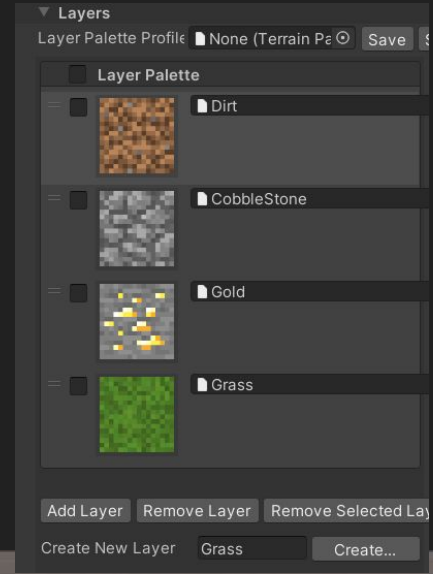 Layers
Layer Palette Profile None (Terrain Pa Save S
Layer Palette
Dirt
CobbleStone
Gold
Grass
Add Layer Remove Layer Remove Selected Lay
Create New Layer Grass Create...